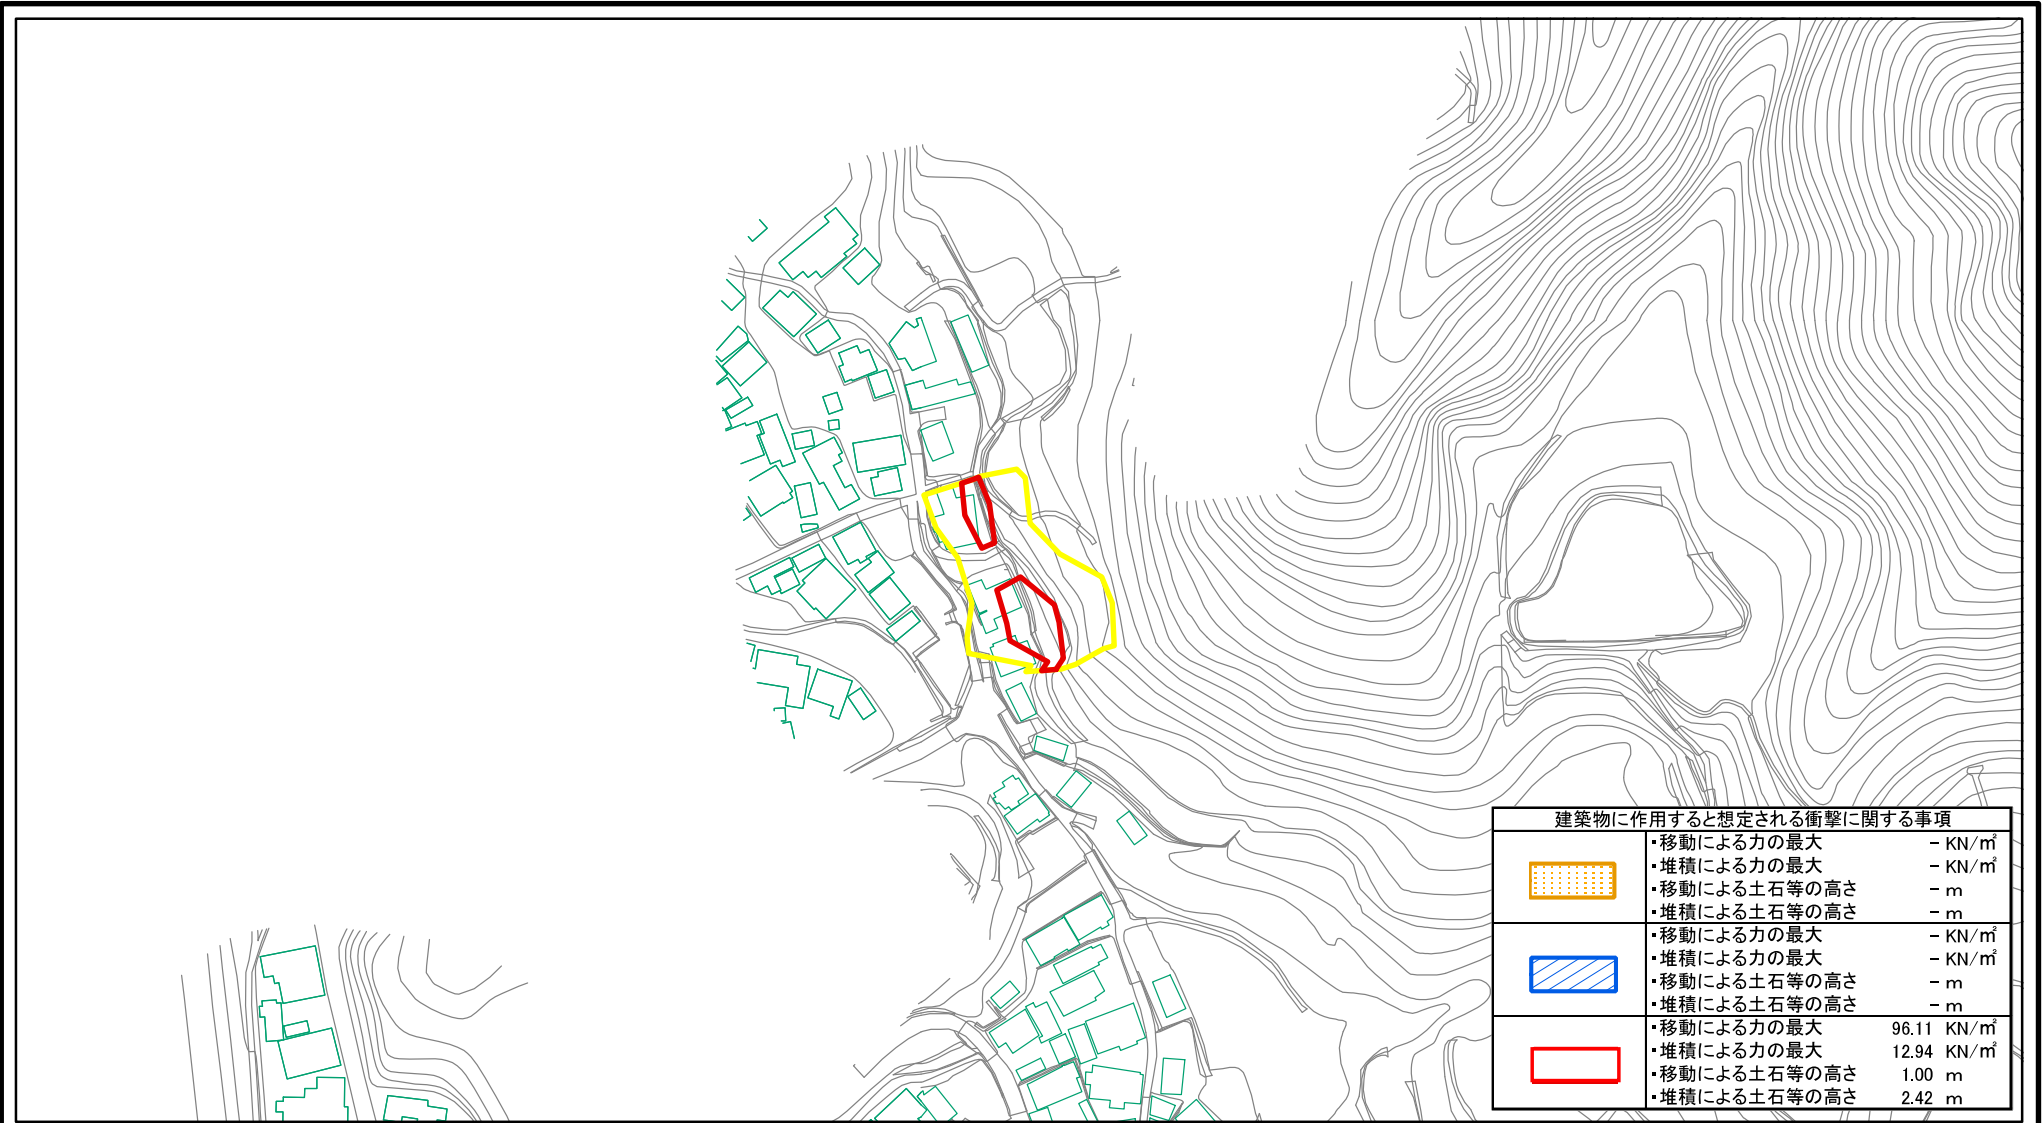 建築物に作用すると想定される衝撃に関する事項
・移動による力の最大 - KN/㎡
・堆積による力の最大 - KN/㎡
・移動による土石等の高さ - m
・堆積による土石等の高さ - m
・移動による力の最大 - KN/㎡
・堆積による力の最大 - KN/㎡
・移動による土石等の高さ - m
・堆積による土石等の高さ - m
・移動による力の最大 96.11 KN/㎡
・堆積による力の最大 12.94 KN/㎡
・移動による土石等の高さ 1.00 m
・堆積による土石等の高さ 2.42 m